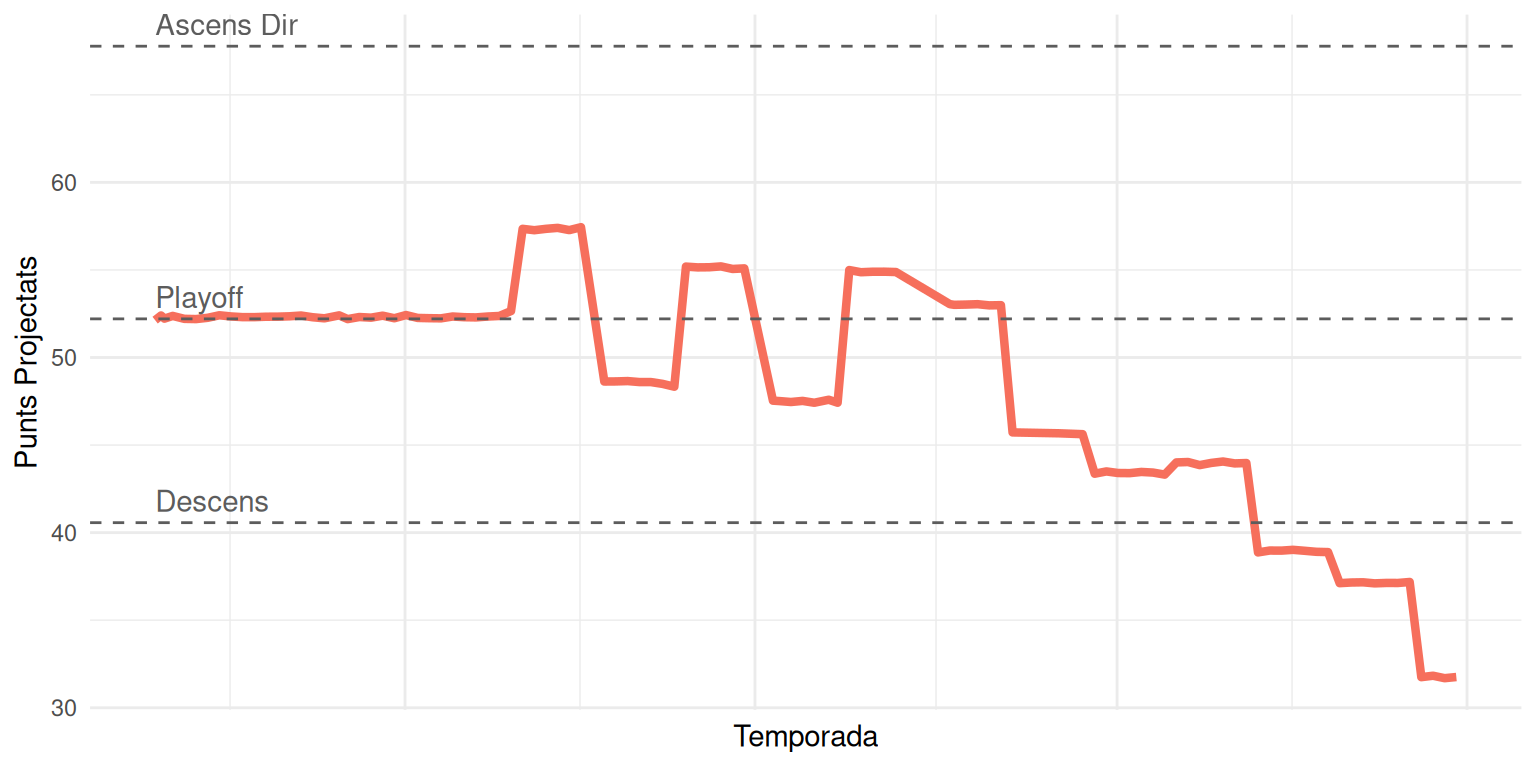 Ascens Dir
60
Playoff
50
Descens
40
30
Punts Projectats
Temporada